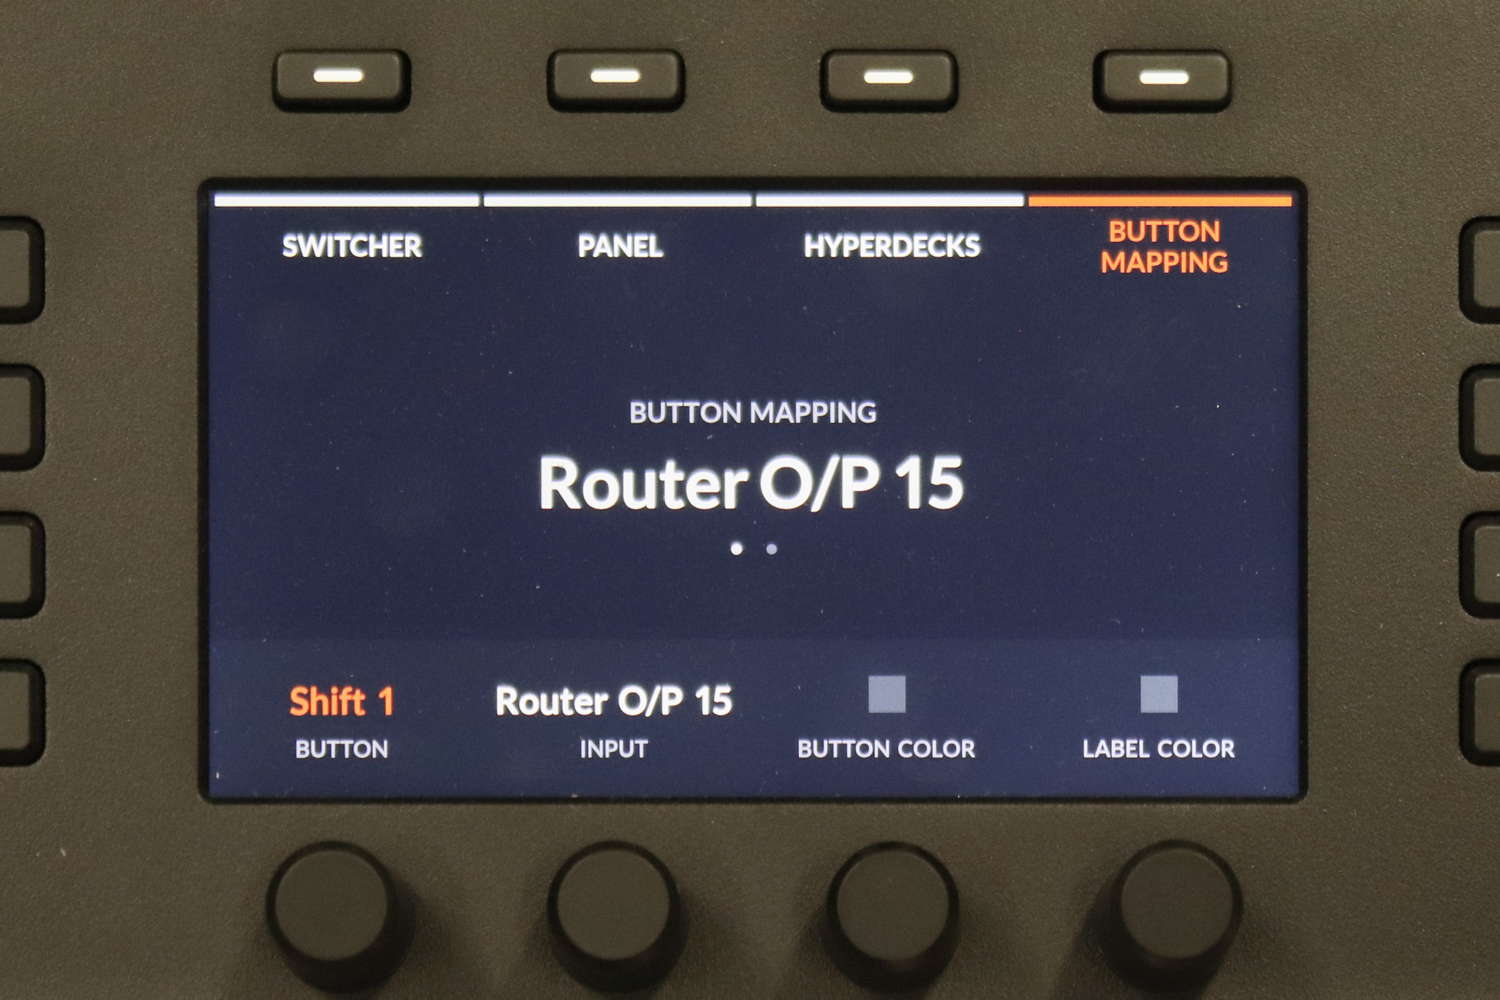 SWITCHER
PANEL
HYPERDECKS
BUTTON
MAPPING
BUTTON MAPPING
Router O/P 15
Shift 1
BUTTON
Router O/P 15
INPUT
BUTTON COLOR
LABEL COLOR